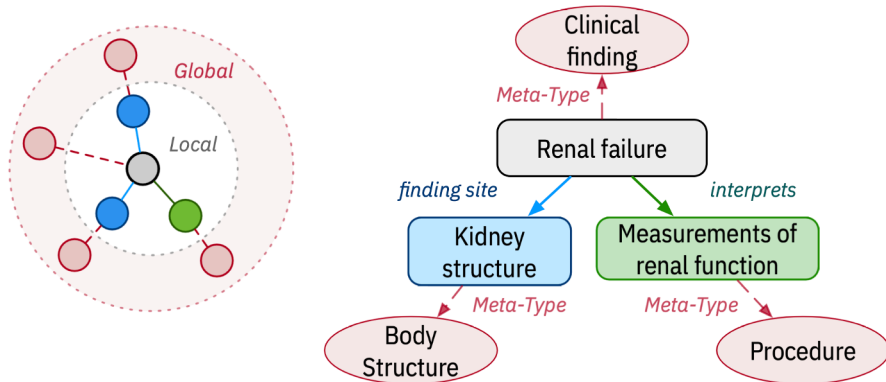 Global
Local
Clinical
finding
Meta-Type
Renal failure
finding site
interprets
Kidney
structure
Measurements of
renal function
Meta-Type
Meta-Type
Body
Structure
Procedure